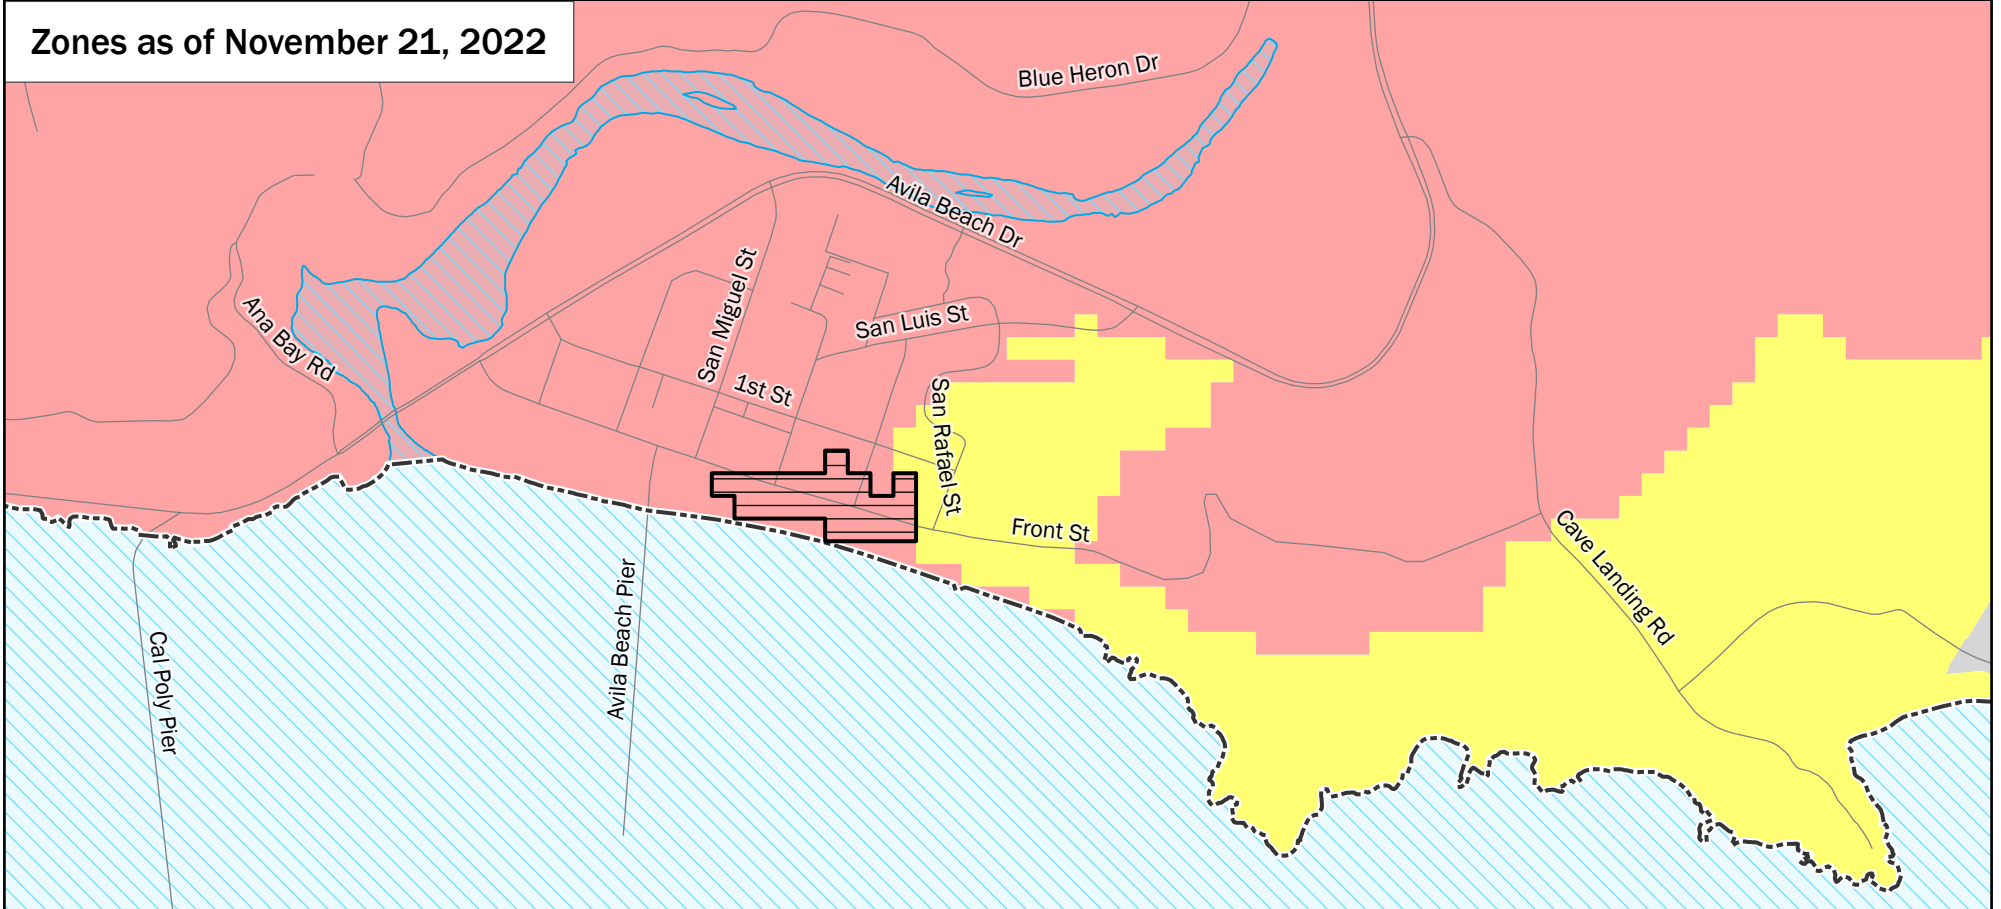 Zones as of November 21, 2022
Blue Heron Dr
Avila Beach Dr
San Miguel St
Ana Bay Rd
San Luis St
1st St
San Rafael St
Front St
Cave Landing Rd
Avila Beach Pier
Cal Poly Pier